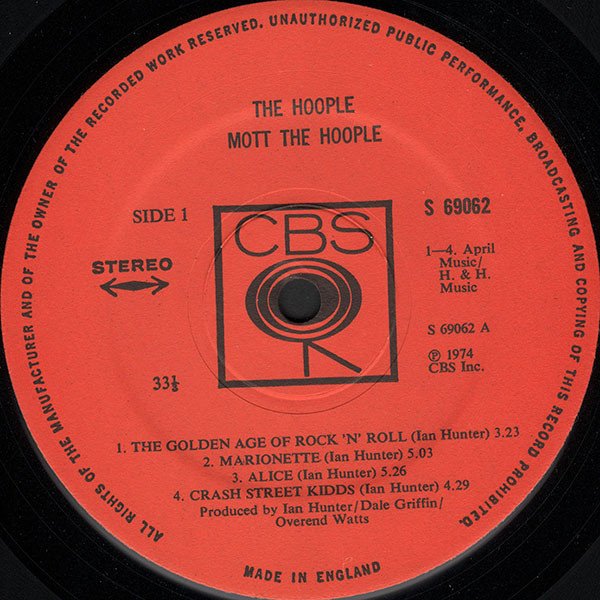 ALL RIGHTS OF THE MANUFACTURER AND OF THE OWNER OF THE RECORDED WORK RESERVED. UNAUTHORIZED PUBLIC PERFORMANCE, BROADCASTING AND COPYING OF THIS RECORD PROHIBITED.
THE HOOPLE
MOTT THE HOOPLE
SIDE 1
S 69062
CBS
STEREO
1—4. April
Music/
H. & H.
Music
S 69062 A
℗ 1974
CBS Inc.
33⅓
1. THE GOLDEN AGE OF ROCK 'N' ROLL (Ian Hunter) 3.23
2. MARIONETTE (Ian Hunter) 5.03
3. ALICE (Ian Hunter) 5.26
4. CRASH STREET KIDDS (Ian Hunter) 4.29
Produced by Ian Hunter/Dale Griffin/
Overend Watts
MADE IN ENGLAND